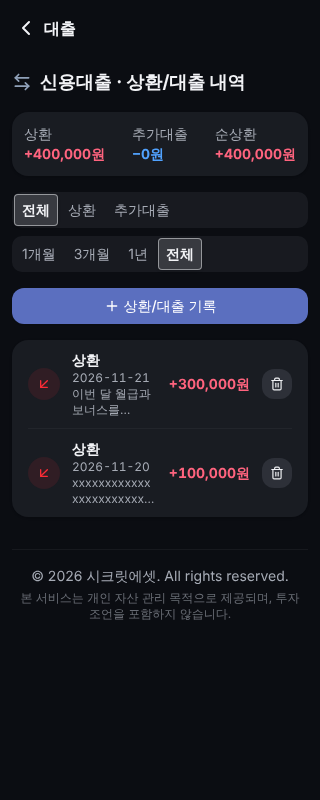 대출
신용대출 · 상환/대출 내역
상환 추가대출 순상환
+400,000원 −0원 +400,000원
전체 상환 추가대출
1개월 3개월 1년 전체
+ 상환/대출 기록
상환
2026-11-21
이번 달 월급과
보너스를...
+300,000원
상환
2026-11-20
xxxxxxxxxxxx
xxxxxxxxxxx...
+100,000원
© 2026 시크릿에셋. All rights reserved.
본 서비스는 개인 자산 관리 목적으로 제공되며, 투자
조언을 포함하지 않습니다.